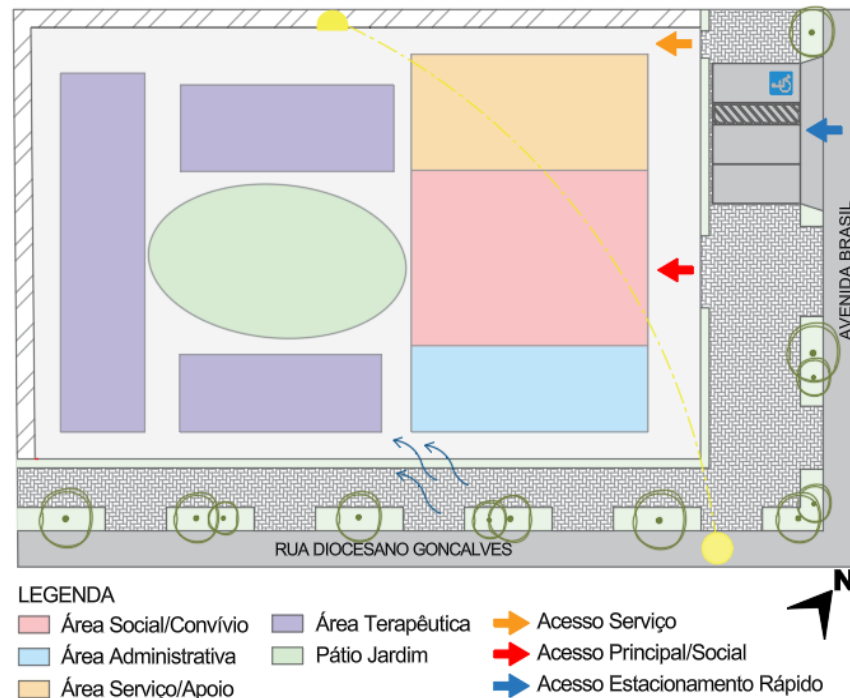 AVENIDA BRASIL
RUA DIOCESANO GONCALVES
N
LEGENDA
Área Social/Convívio
Área Administrativa
Área Serviço/Apoio
Área Terapêutica
Pátio Jardim
Acesso Serviço
Acesso Principal/Social
Acesso Estacionamento Rápido